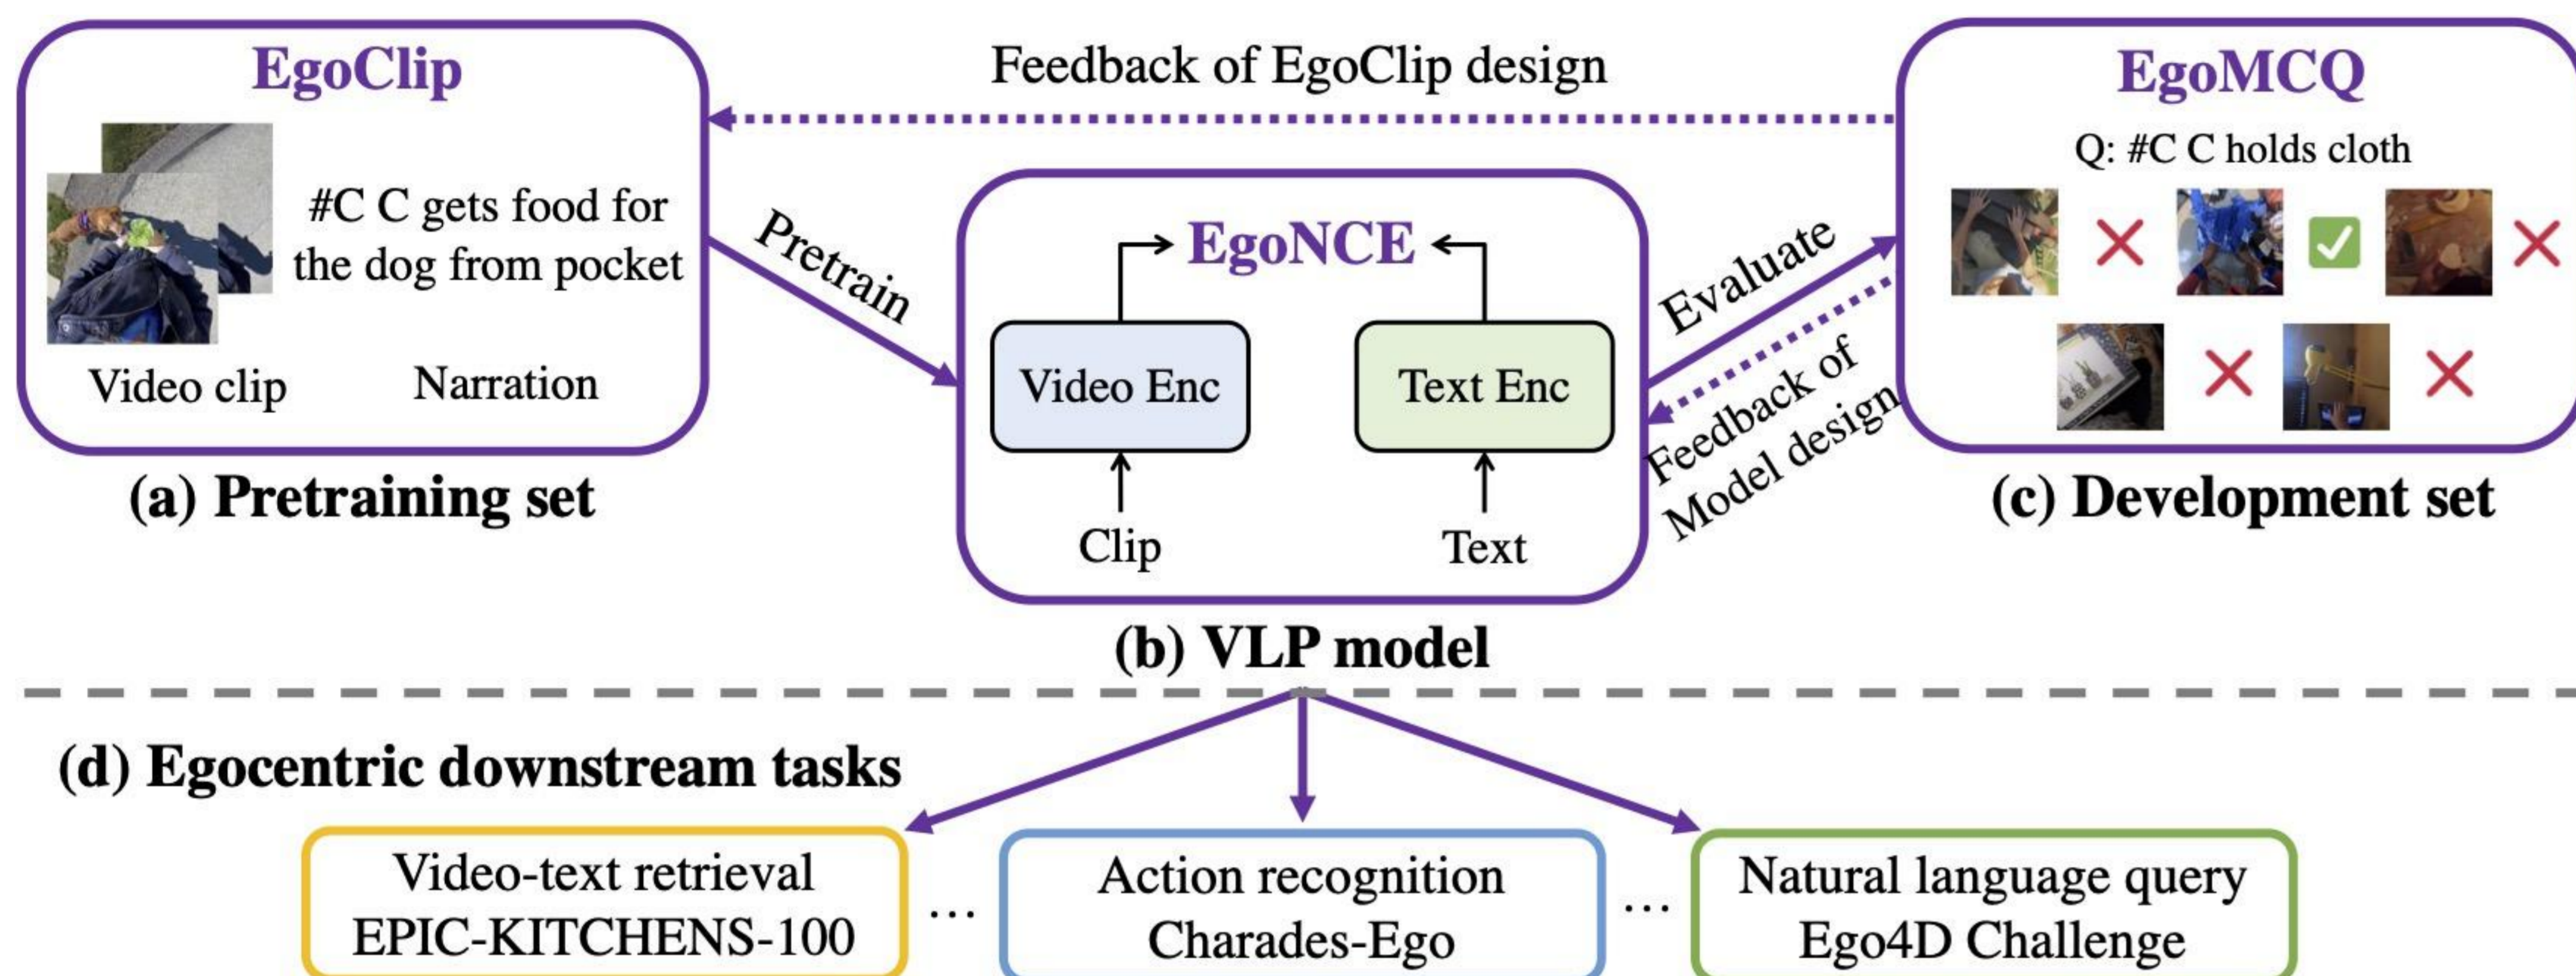 EgoClip
#C C gets food for
the dog from pocket
Video clip
Narration
(a) Pretraining set
Feedback of EgoClip design
Pretrain
EgoNCE
Video Enc
Text Enc
Clip
Text
(b) VLP model
Evaluate
Feedback of
Model design
EgoMCQ
Q: #C C holds cloth
(c) Development set
(d) Egocentric downstream tasks
Video-text retrieval
EPIC-KITCHENS-100
...
Action recognition
Charades-Ego
...
Natural language query
Ego4D Challenge